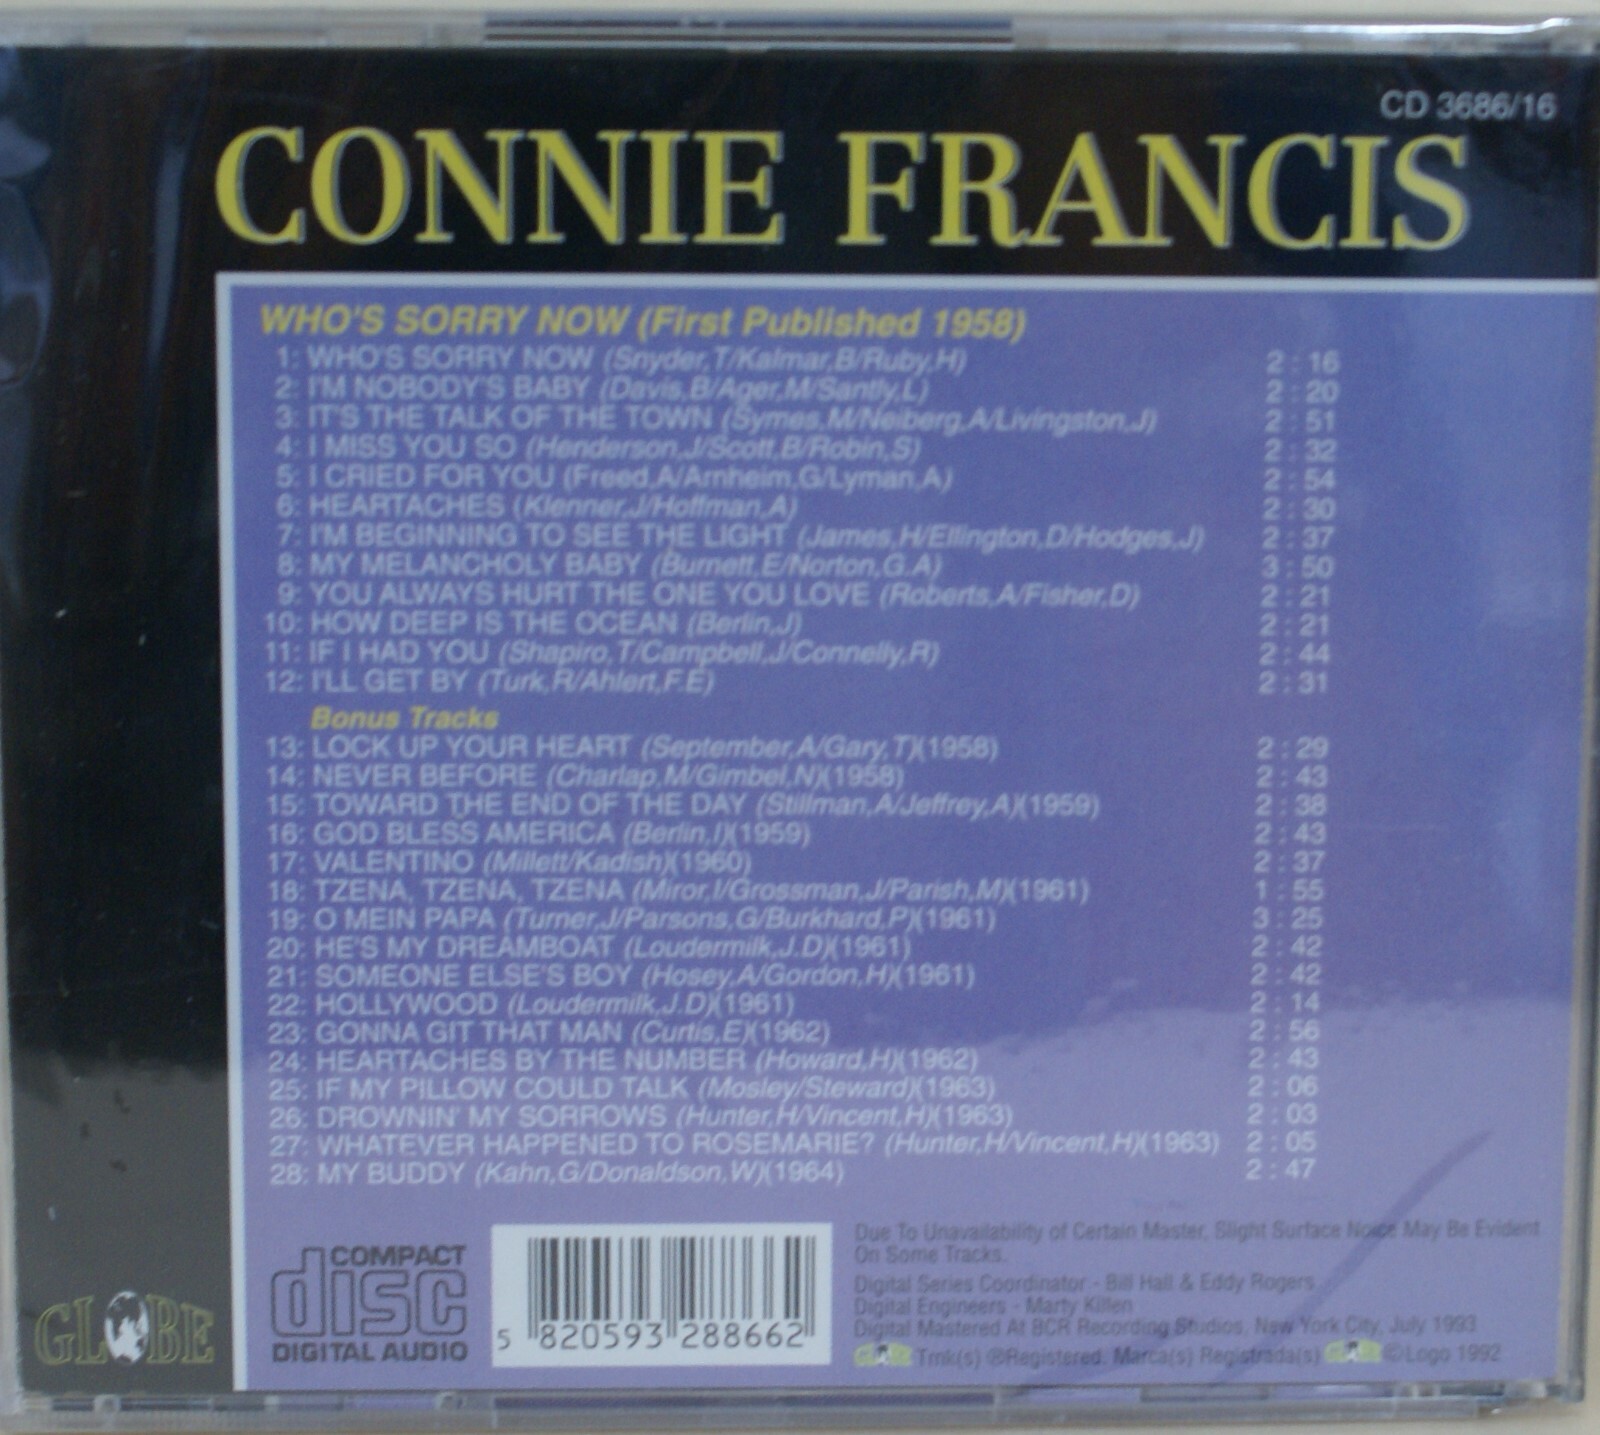 CD 3686/16
CONNIE FRANCIS
WHO'S SORRY NOW (First Published 1958)
1: WHO'S SORRY NOW (Snyder,T/Kalmar,B/Ruby,H) 2 : 16
2: I'M NOBODY'S BABY (Davis,B/Ager,M/Santly,L) 2 : 20
3: IT'S THE TALK OF THE TOWN (Symes,M/Neiberg,A/Livingston,J) 2 : 51
4: I MISS YOU SO (Henderson,J/Scott,B/Robin,S) 2 : 32
5: I CRIED FOR YOU (Freed,A/Arnheim,G/Lyman,A) 2 : 54
6: HEARTACHES (Klenner,J/Hoffman,A) 2 : 30
7: I'M BEGINNING TO SEE THE LIGHT (James,H/Ellington,D/Hodges,J) 2 : 37
8: MY MELANCHOLY BABY (Burnett,E/Norton,G.A) 3 : 50
9: YOU ALWAYS HURT THE ONE YOU LOVE (Roberts,A/Fisher,D) 2 : 21
10: HOW DEEP IS THE OCEAN (Berlin,J) 2 : 21
11: IF I HAD YOU (Shapiro,T/Campbell,J/Connelly,R) 2 : 44
12: I'LL GET BY (Turk,R/Ahlert,F.E) 2 : 31
Bonus Tracks
13: LOCK UP YOUR HEART (September,A/Gary,T)(1958) 2 : 29
14: NEVER BEFORE (Charlap,M/Gimbel,N)(1958) 2 : 43
15: TOWARD THE END OF THE DAY (Stillman,A/Jeffrey,A)(1959) 2 : 38
16: GOD BLESS AMERICA (Berlin,I)(1959) 2 : 43
17: VALENTINO (Millett/Kadish)(1960) 2 : 37
18: TZENA, TZENA, TZENA (Miror,I/Grossman,J/Parish,M)(1961) 1 : 55
19: O MEIN PAPA (Turner,J/Parsons,G/Burkhard,P)(1961) 3 : 25
20: HE'S MY DREAMBOAT (Loudermilk,J.D)(1961) 2 : 42
21: SOMEONE ELSE'S BOY (Hosey,A/Gordon,H)(1961) 2 : 42
22: HOLLYWOOD (Loudermilk,J.D)(1961) 2 : 14
23: GONNA GIT THAT MAN (Curtis,E)(1962) 2 : 56
24: HEARTACHES BY THE NUMBER (Howard,H)(1962) 2 : 43
25: IF MY PILLOW COULD TALK (Mosley/Steward)(1963) 2 : 06
26: DROWNIN' MY SORROWS (Hunter,H/Vincent,H)(1963) 2 : 03
27: WHATEVER HAPPENED TO ROSEMARIE? (Hunter,H/Vincent,H)(1963) 2 : 05
28: MY BUDDY (Kahn,G/Donaldson,W)(1964) 2 : 47
GLOBE
COMPACT
disc
DIGITAL AUDIO
5 820593 288662
Due To Unavailability of Certain Master, Slight Surface Noice May Be Evident
On Some Tracks.
Digital Series Coordinator - Bill Hall & Eddy Rogers
Digital Engineers - Marty Killen
Digital Mastered At BCR Recording Studios, New York City, July 1993
GLOBE Trnk(s) ®Registered. Marca(s) Registrada(s) GLOBE ©Logo 1992